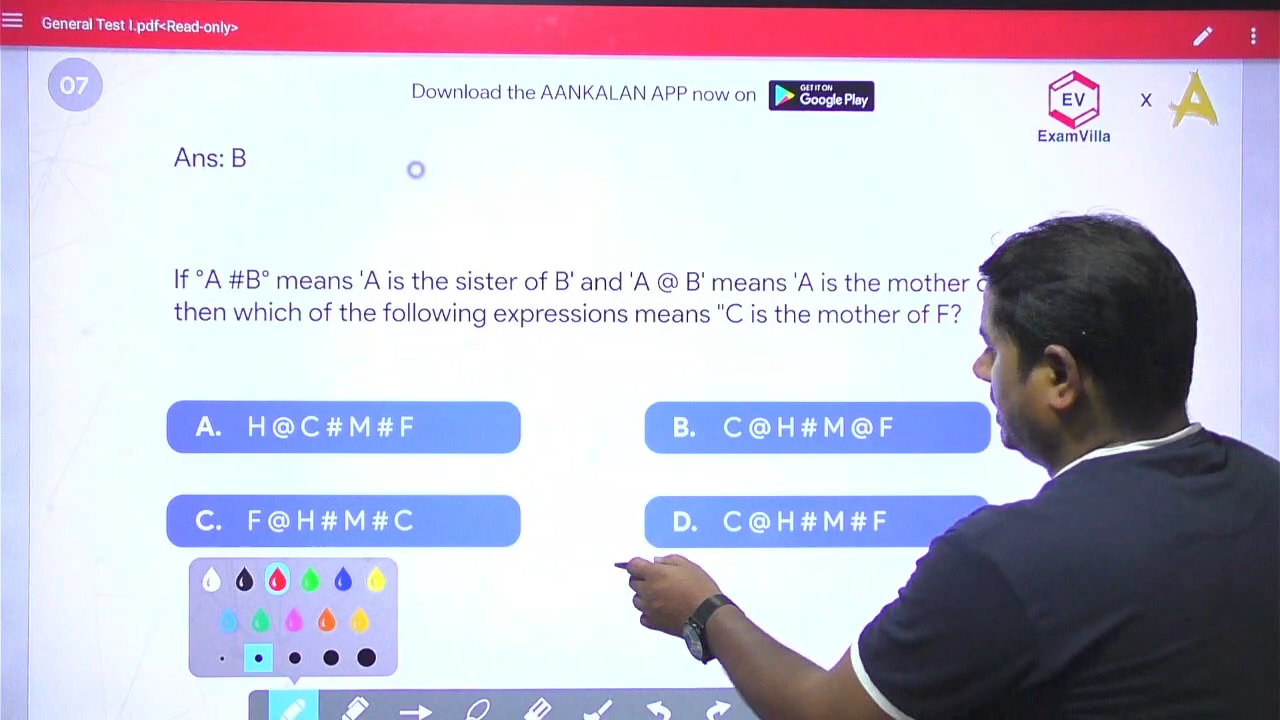 General Test I.pdf<Read-only>
07
Download the AANKALAN APP now on
GET IT ON
Google Play
EV
X
A
ExamVilla
Ans: B
If °A #B° means 'A is the sister of B' and 'A @ B' means 'A is the mother
then which of the following expressions means "C is the mother of F?
A. H @ C # M # F
B. C @ H # M @ F
C. F @ H # M # C
D. C @ H # M # F